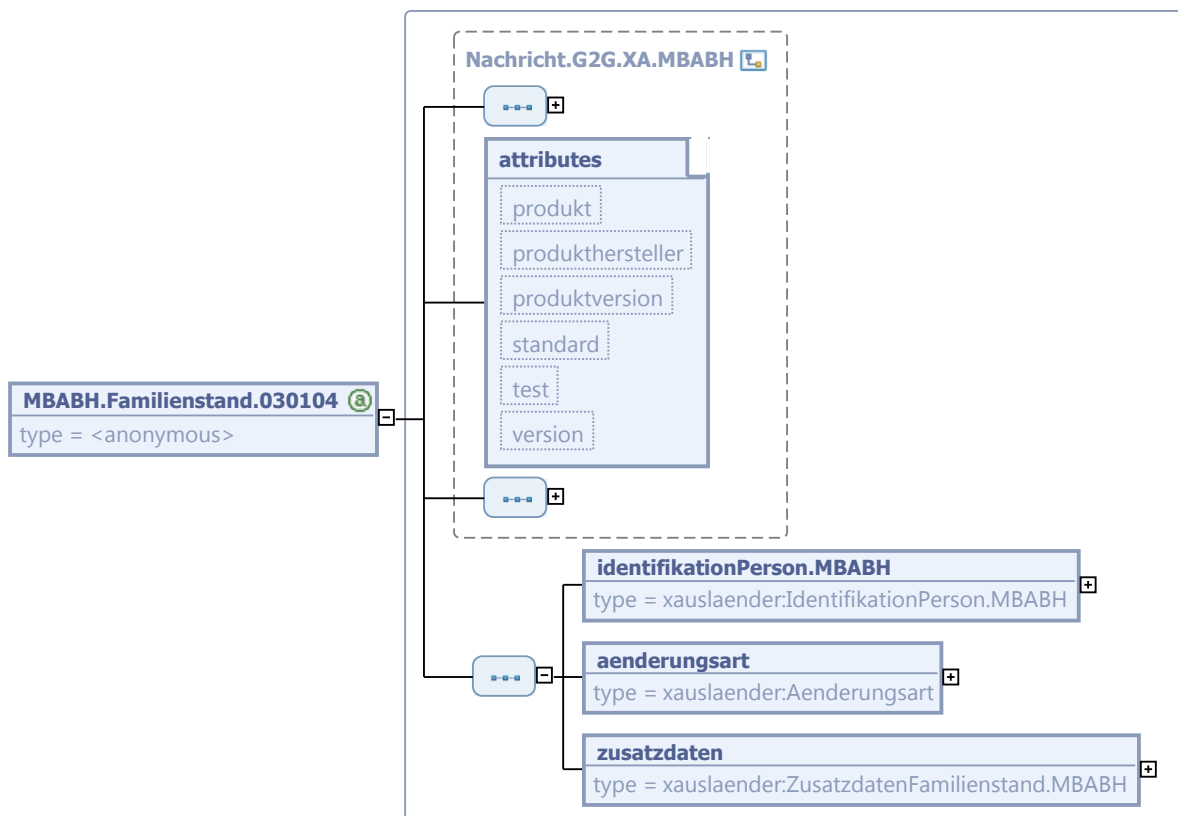 Nachricht.G2G.XA.MBABH
attributes
produkt
produkthersteller
produktversion
standard
test
version
MBABH.Familienstand.030104 a
type = <anonymous>
identifikationPerson.MBABH
type = xauslaender:IdentifikationPerson.MBABH
aenderungsart
type = xauslaender:Aenderungsart
zusatzdaten
type = xauslaender:ZusatzdatenFamilienstand.MBABH